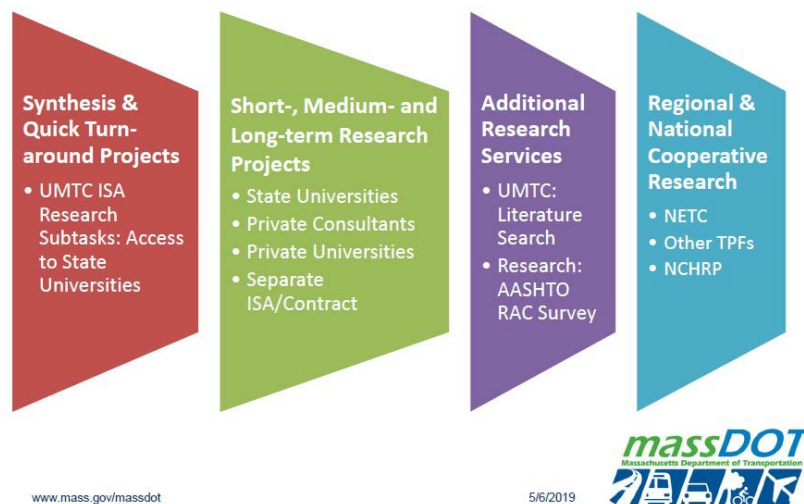 Synthesis &
Quick Turn-
around Projects
• UMTC ISA
Research
Subtasks: Access
to State
Universities
Short-, Medium- and
Long-term Research
Projects
• State Universities
• Private Consultants
• Private Universities
• Separate
ISA/Contract
Additional
Research
Services
• UMTC:
Literature
Search
• Research:
AASHTO
RAC Survey
Regional &
National
Cooperative
Research
• NETC
• Other TPFs
• NCHRP
massDOT
Massachusetts Department of Transportation
www.mass.gov/massdot
5/6/2019